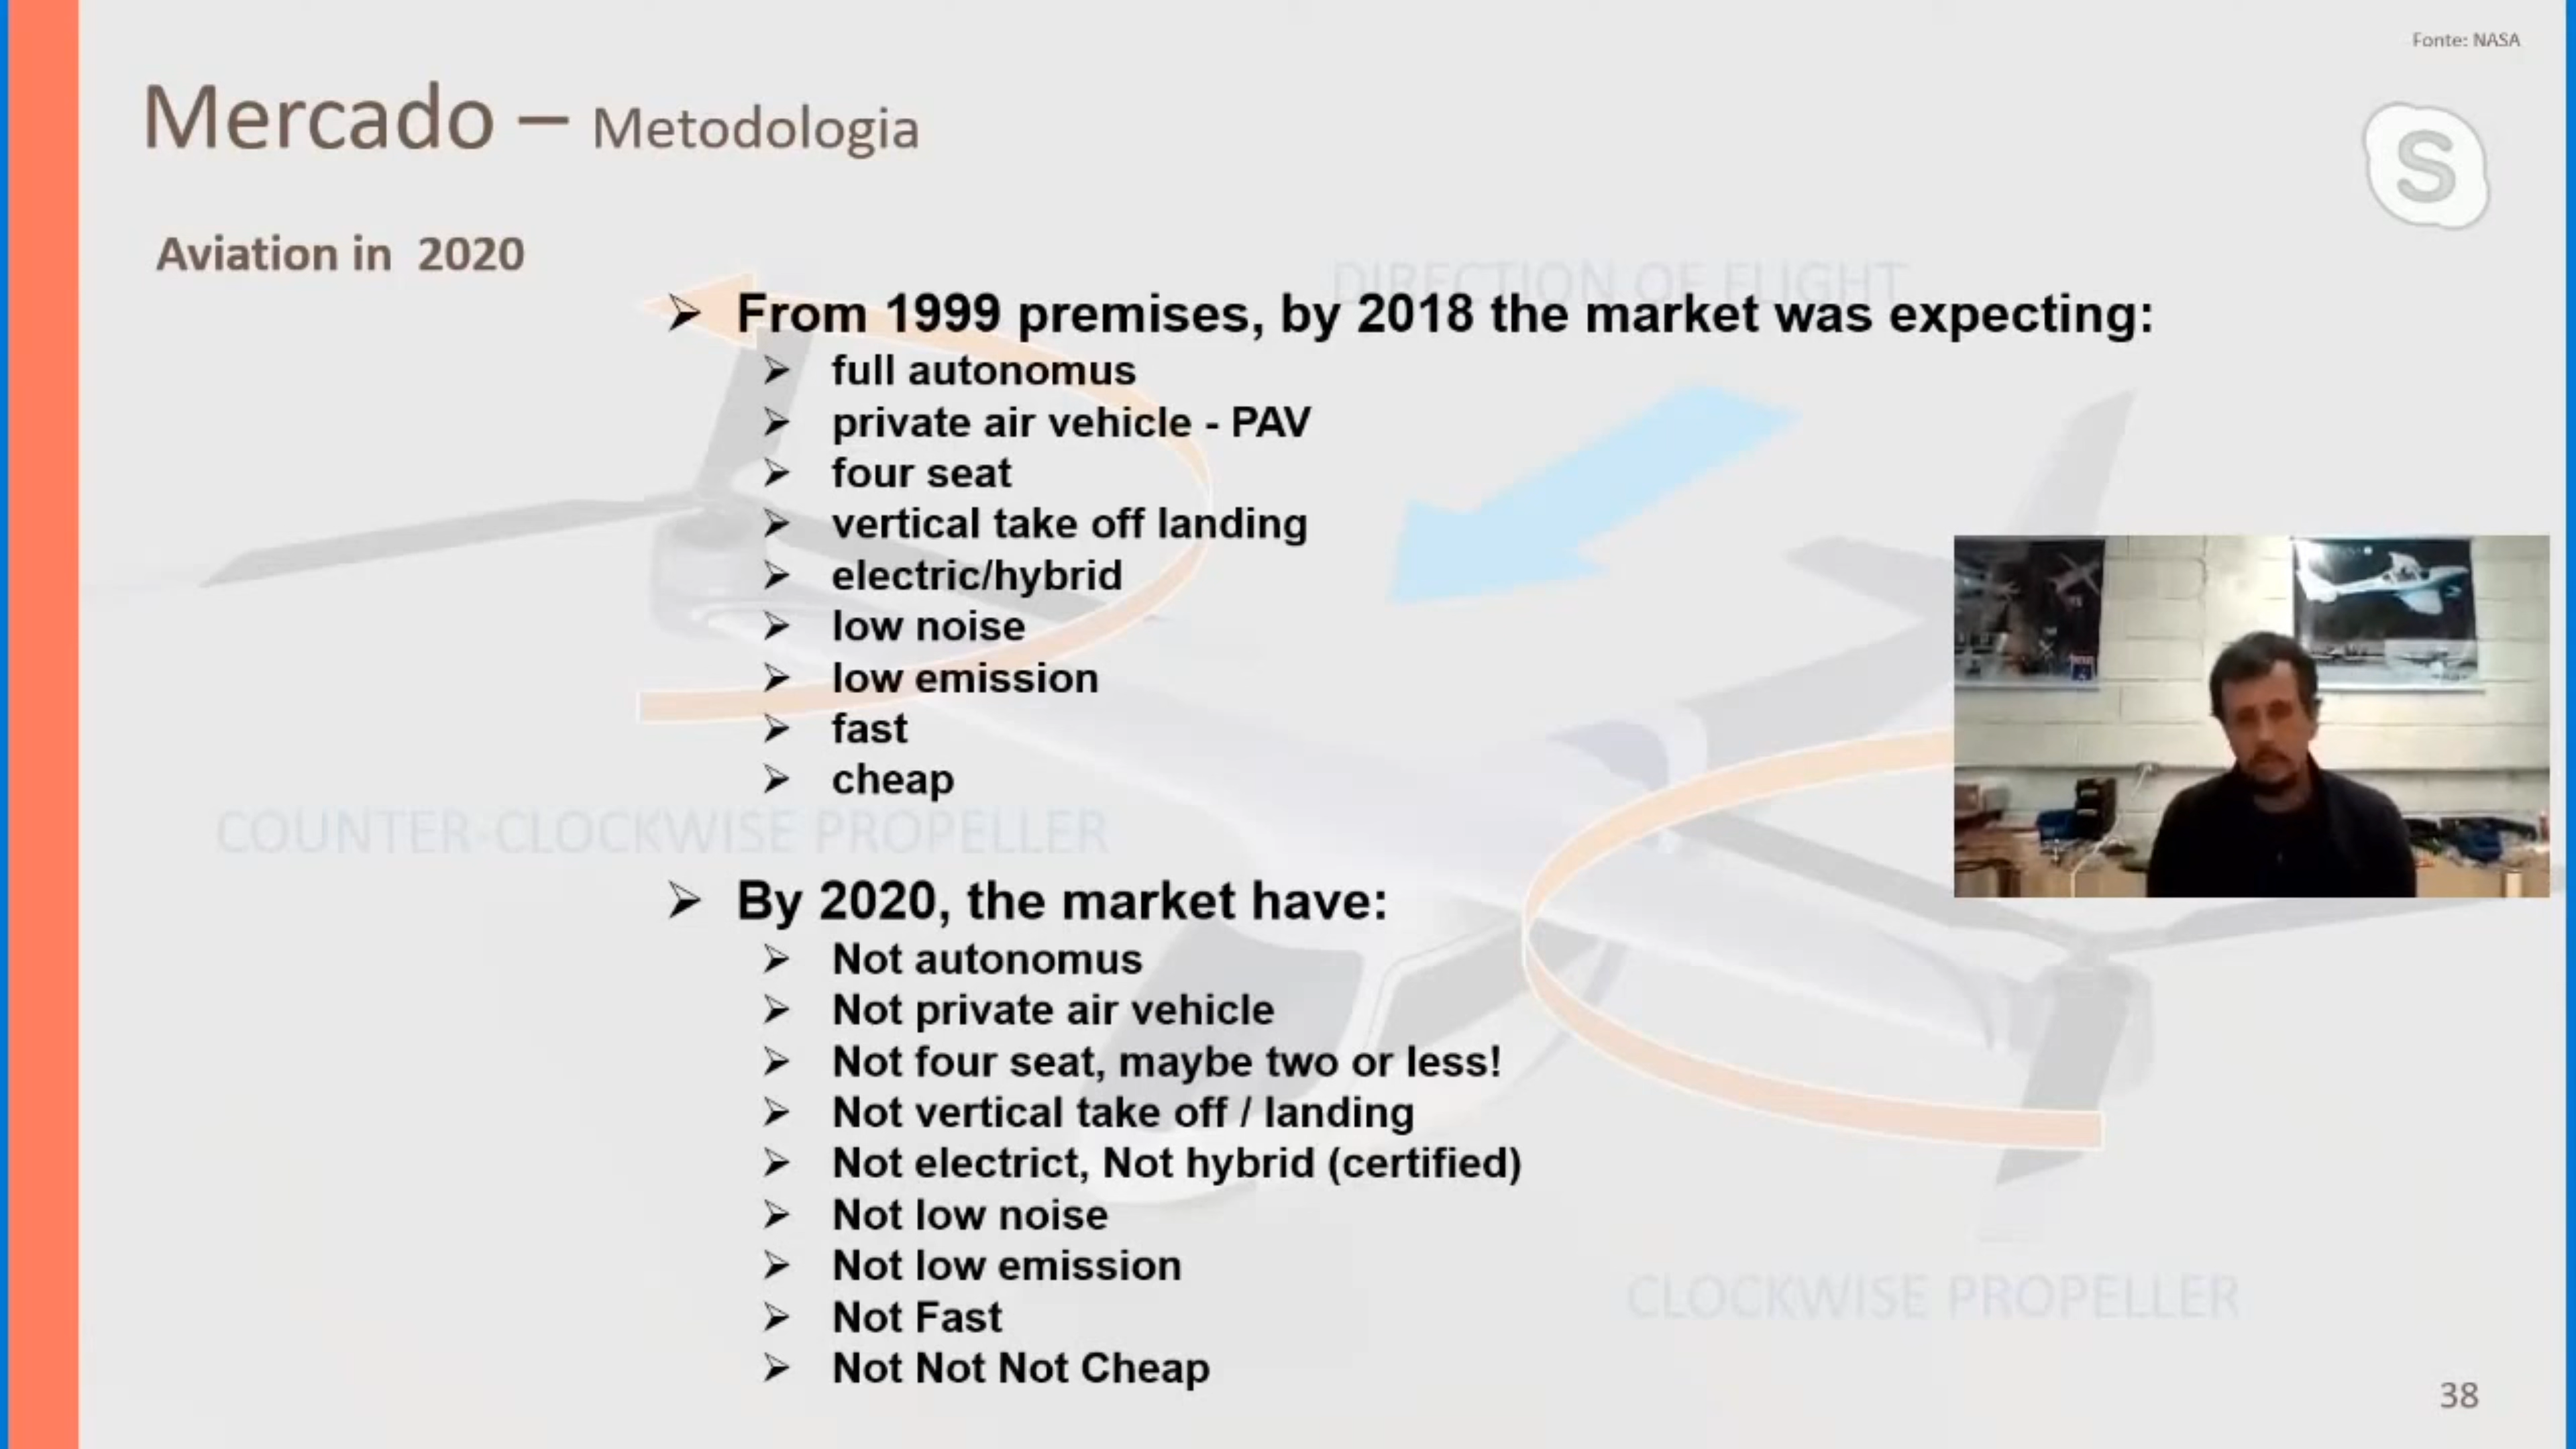 Fonte: NASA
Mercado – Metodologia
S
Aviation in 2020
DIRECTION OF FLIGHT
➢ From 1999 premises, by 2018 the market was expecting:
➢ full autonomus
➢ private air vehicle - PAV
➢ four seat
➢ vertical take off landing
➢ electric/hybrid
➢ low noise
➢ low emission
➢ fast
➢ cheap
COUNTER-CLOCKWISE PROPELLER
➢ By 2020, the market have:
➢ Not autonomus
➢ Not private air vehicle
➢ Not four seat, maybe two or less!
➢ Not vertical take off / landing
➢ Not electrict, Not hybrid (certified)
➢ Not low noise
➢ Not low emission
➢ Not Fast
➢ Not Not Not Cheap
CLOCKWISE PROPELLER
38